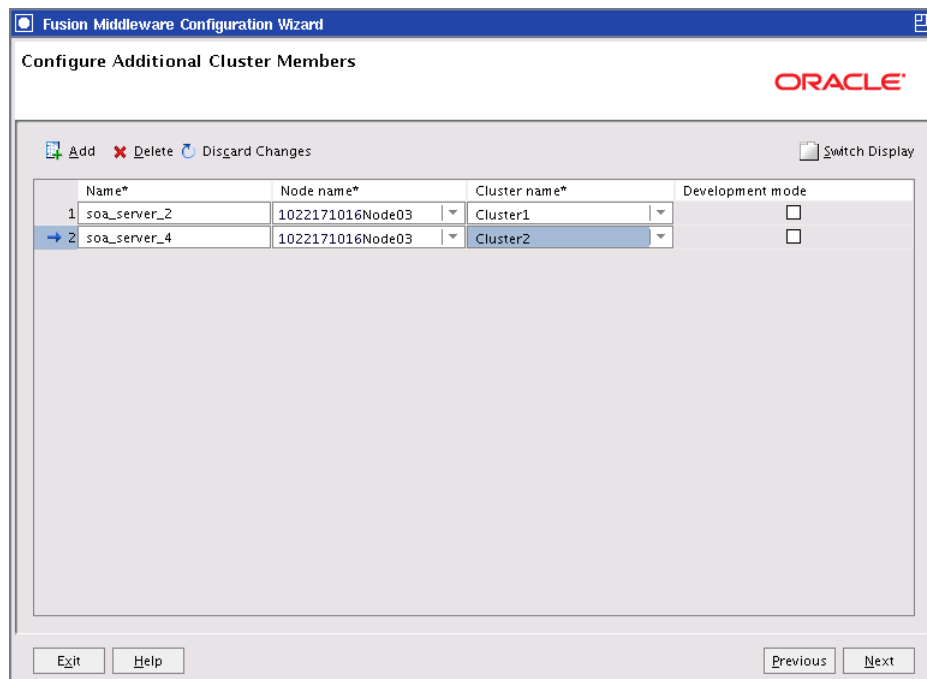 Fusion Middleware Configuration Wizard
Configure Additional Cluster Members
ORACLE
Add Delete Discard Changes Switch Display
Name* Node name* Cluster name* Development mode
1 soa_server_2 1022171016Node03 Cluster1
2 soa_server_4 1022171016Node03 Cluster2
Exit Help Previous Next